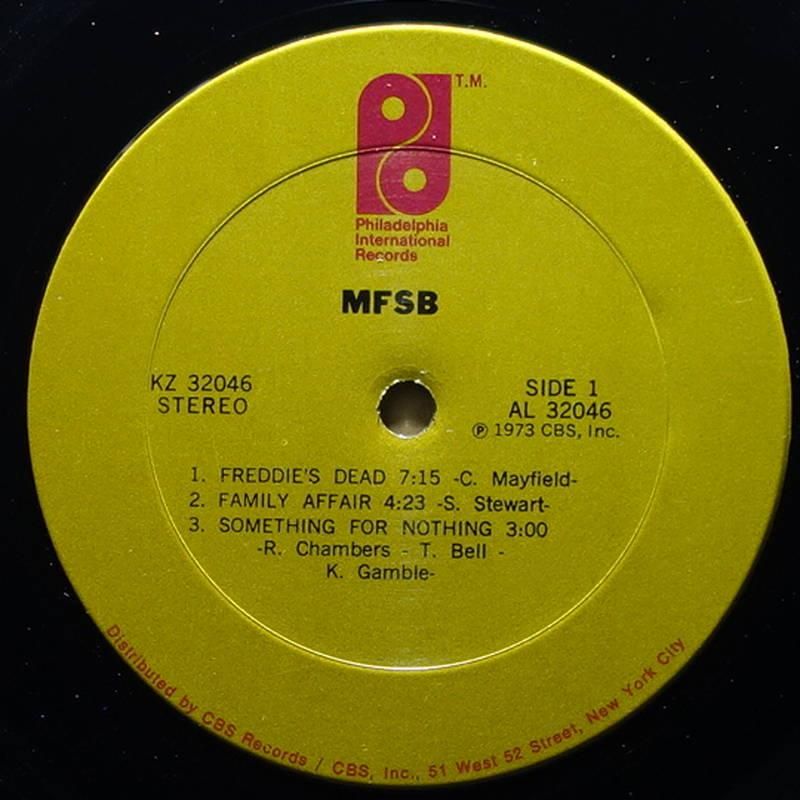 T.M.
Philadelphia
International
Records
MFSB
KZ 32046
STEREO
SIDE 1
AL 32046
℗ 1973 CBS, Inc.
1. FREDDIE'S DEAD 7:15 -C. Mayfield-
2. FAMILY AFFAIR 4:23 -S. Stewart-
3. SOMETHING FOR NOTHING 3:00
-R. Chambers - T. Bell -
K. Gamble-
Distributed by CBS Records / CBS, Inc., 51 West 52 Street, New York City